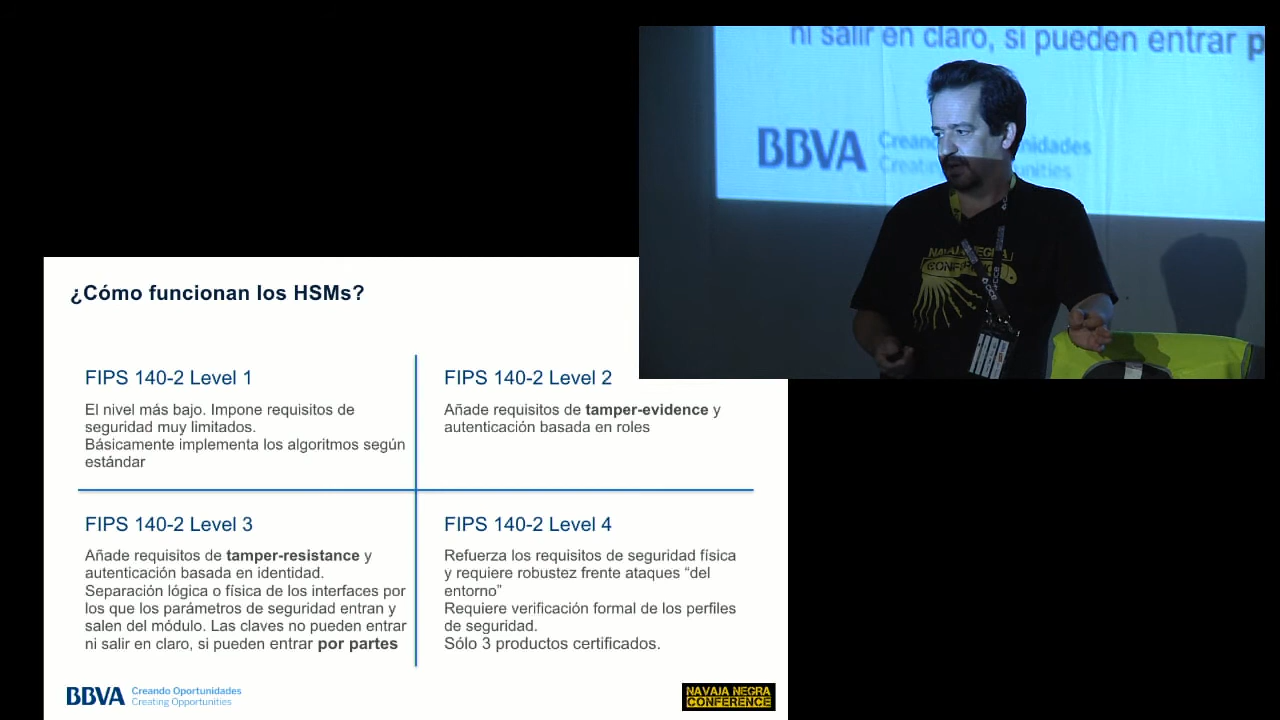 ni salir en claro, si pueden entrar p
BBVA
Creando Oportunidades
Creating Opportunities
NAVAJA NEGRA
¿Cómo funcionan los HSMs?
FIPS 140-2 Level 1
El nivel más bajo. Impone requisitos de
seguridad muy limitados.
Básicamente implementa los algoritmos según
estándar
FIPS 140-2 Level 2
Añade requisitos de tamper-evidence y
autenticación basada en roles
FIPS 140-2 Level 3
Añade requisitos de tamper-resistance y
autenticación basada en identidad.
Separación lógica o física de los interfaces por
los que los parámetros de seguridad entran y
salen del módulo. Las claves no pueden entrar
ni salir en claro, si pueden entrar por partes
FIPS 140-2 Level 4
Refuerza los requisitos de seguridad física
y requiere robustez frente ataques “del
entorno”
Requiere verificación formal de los perfiles
de seguridad.
Sólo 3 productos certificados.
BBVA
Creando Oportunidades
Creating Opportunities
NAVAJA NEGRA
CONFERENCE